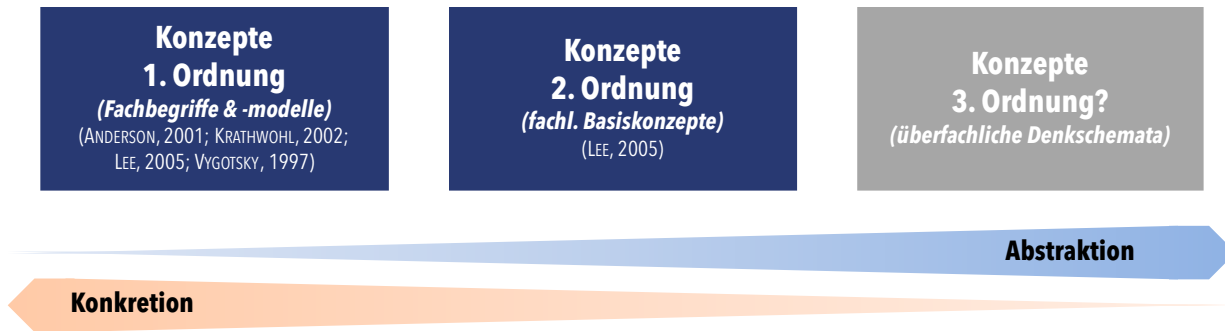 Konzepte
1. Ordnung
(Fachbegriffe & -modelle)
(ANDERSON, 2001; KRATHWOHL, 2002;
LEE, 2005; VYGOTSKY, 1997)
Konzepte
2. Ordnung
(fachl. Basiskonzepte)
(LEE, 2005)
Konzepte
3. Ordnung?
(überfachliche Denkschemata)
Abstraktion
Konkretion